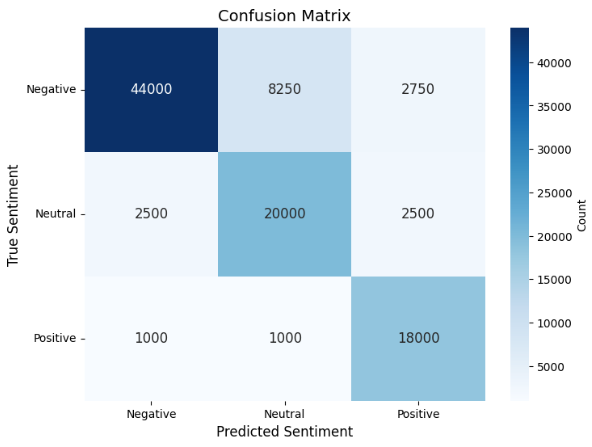 Confusion Matrix
True Sentiment
Negative 44000 8250 2750
Neutral 2500 20000 2500
Positive 1000 1000 18000
Negative Neutral Positive
Predicted Sentiment
40000
35000
30000
25000
20000
15000
10000
5000
Count